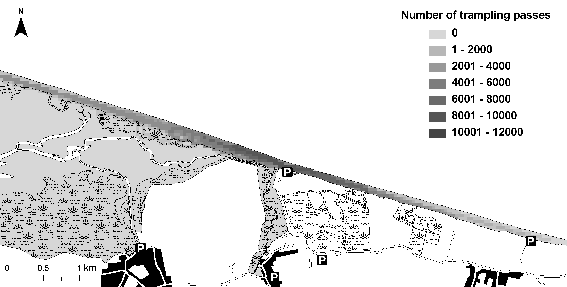 N
Number of trampling passes
0
1 - 2000
2001 - 4000
4001 - 6000
6001 - 8000
8001 - 10000
10001 - 12000
P
P
P
P
P
0 0.5 1 km